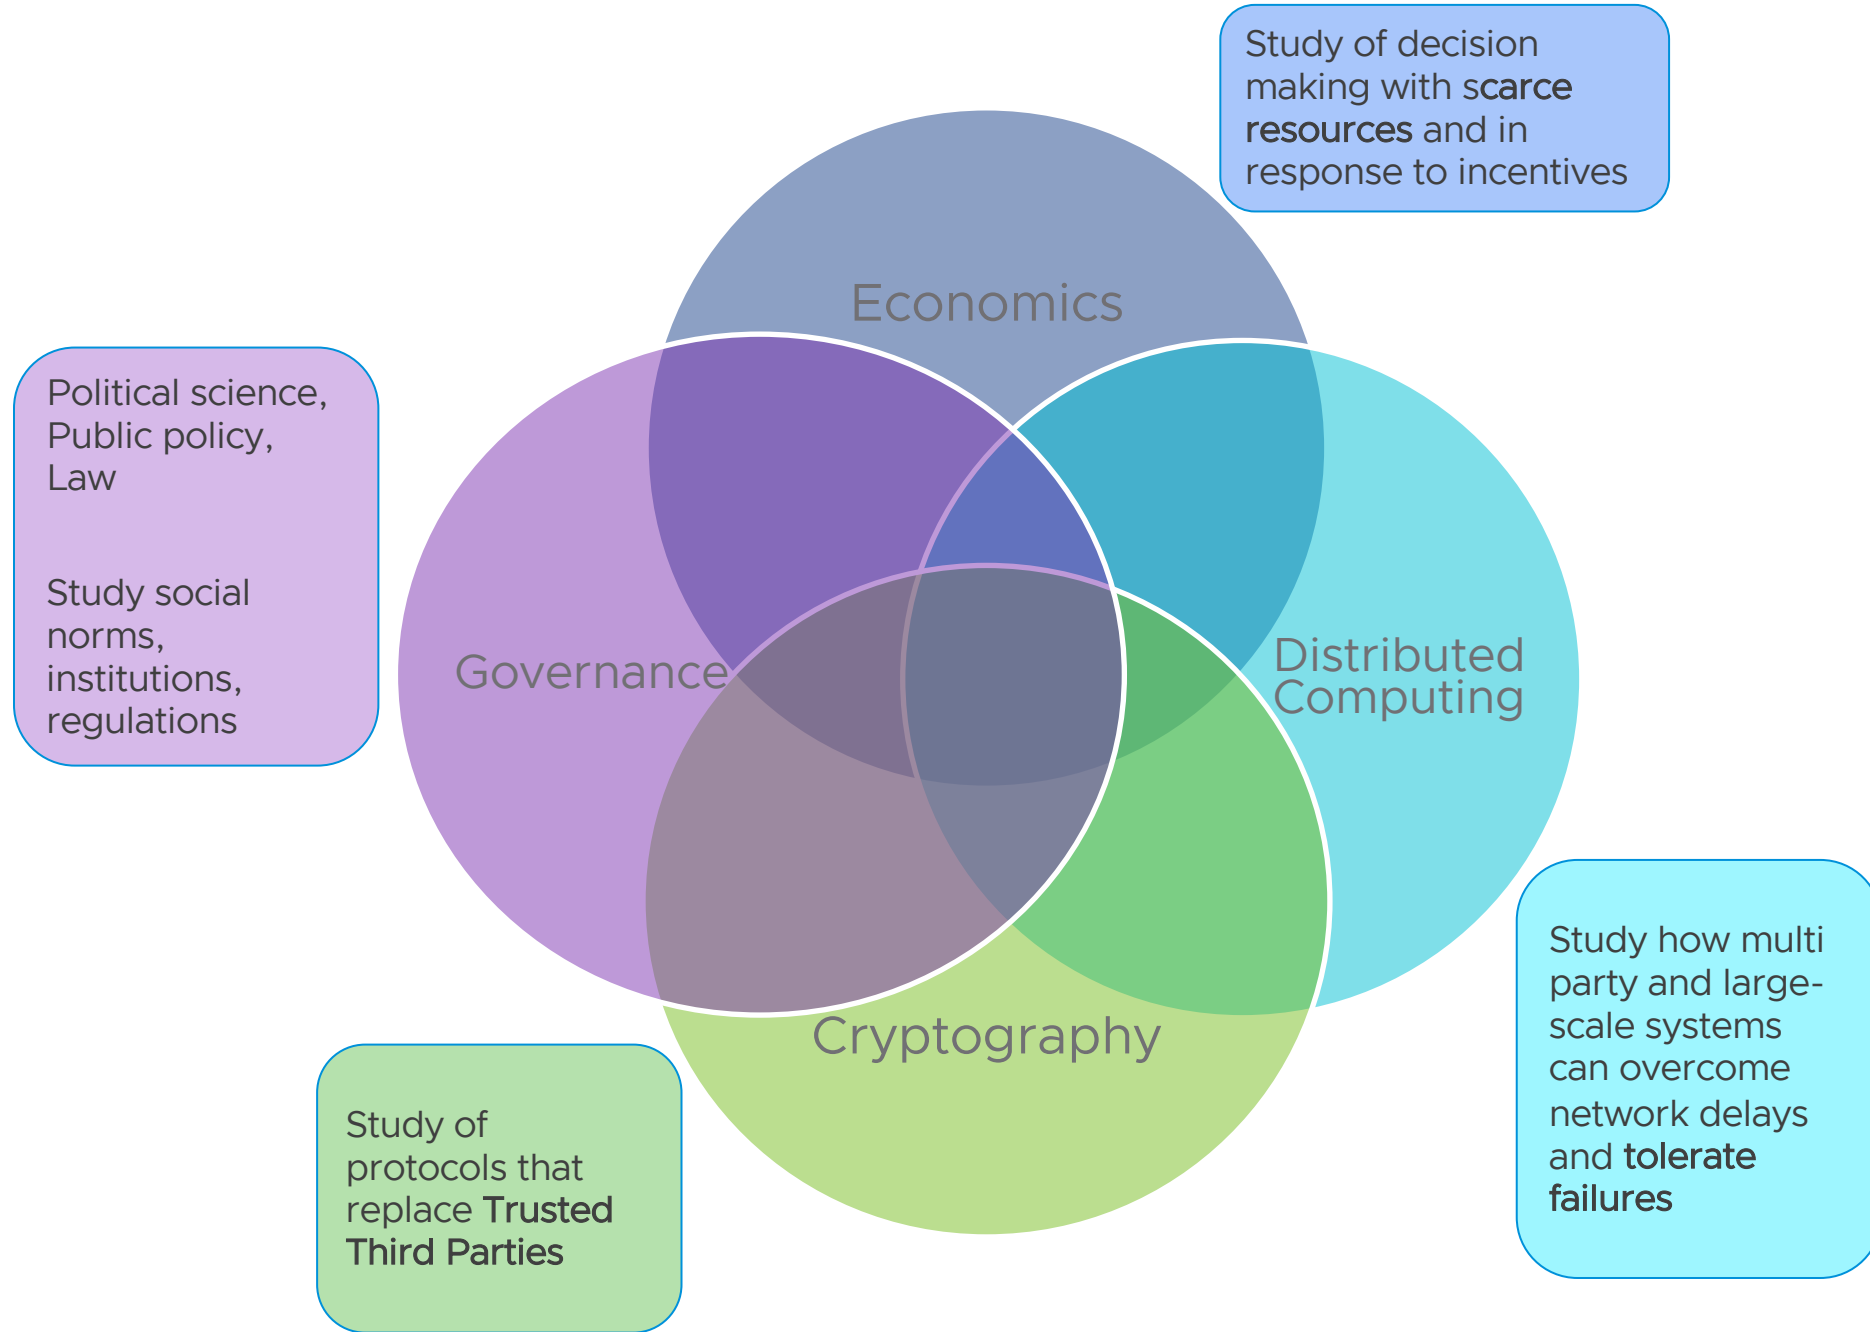 Study of decision
making with scarce
resources and in
response to incentives
Economics
Political science,
Public policy,
Law
Study social
norms,
institutions,
regulations
Governance
Distributed
Computing
Cryptography
Study how multi
party and large-
scale systems
can overcome
network delays
and tolerate
failures
Study of
protocols that
replace Trusted
Third Parties